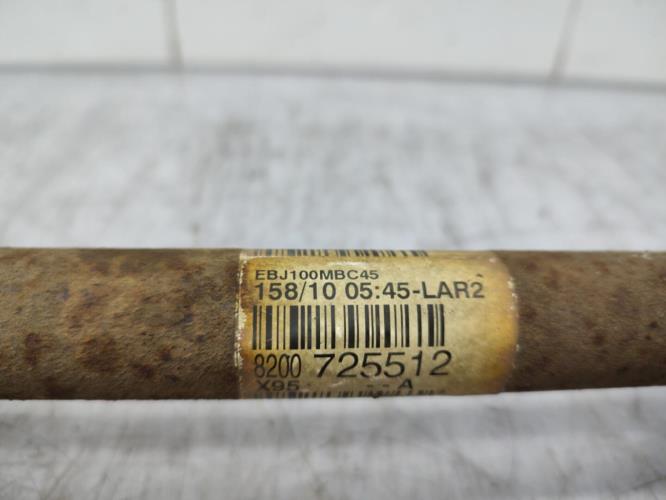 EBJ100MBC45
158/10 05:45-LAR2
8200 725512
X95 -- A